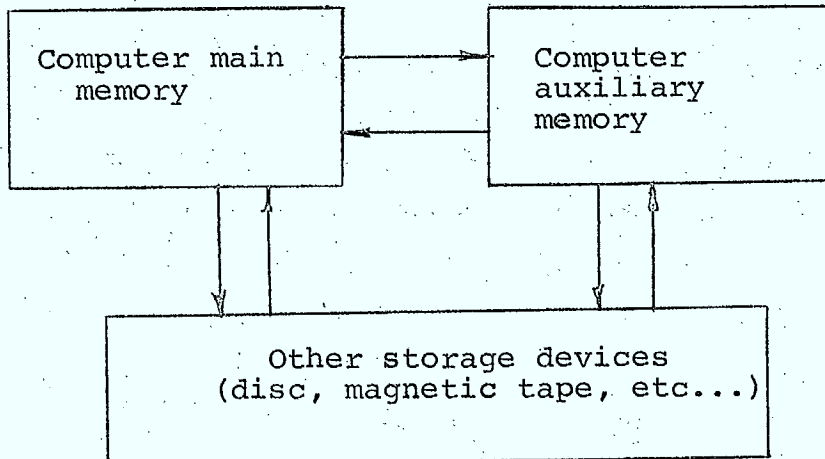 Computer main
memory
Computer
auxiliary
memory
Other storage devices
(disc, magnetic tape, etc...)